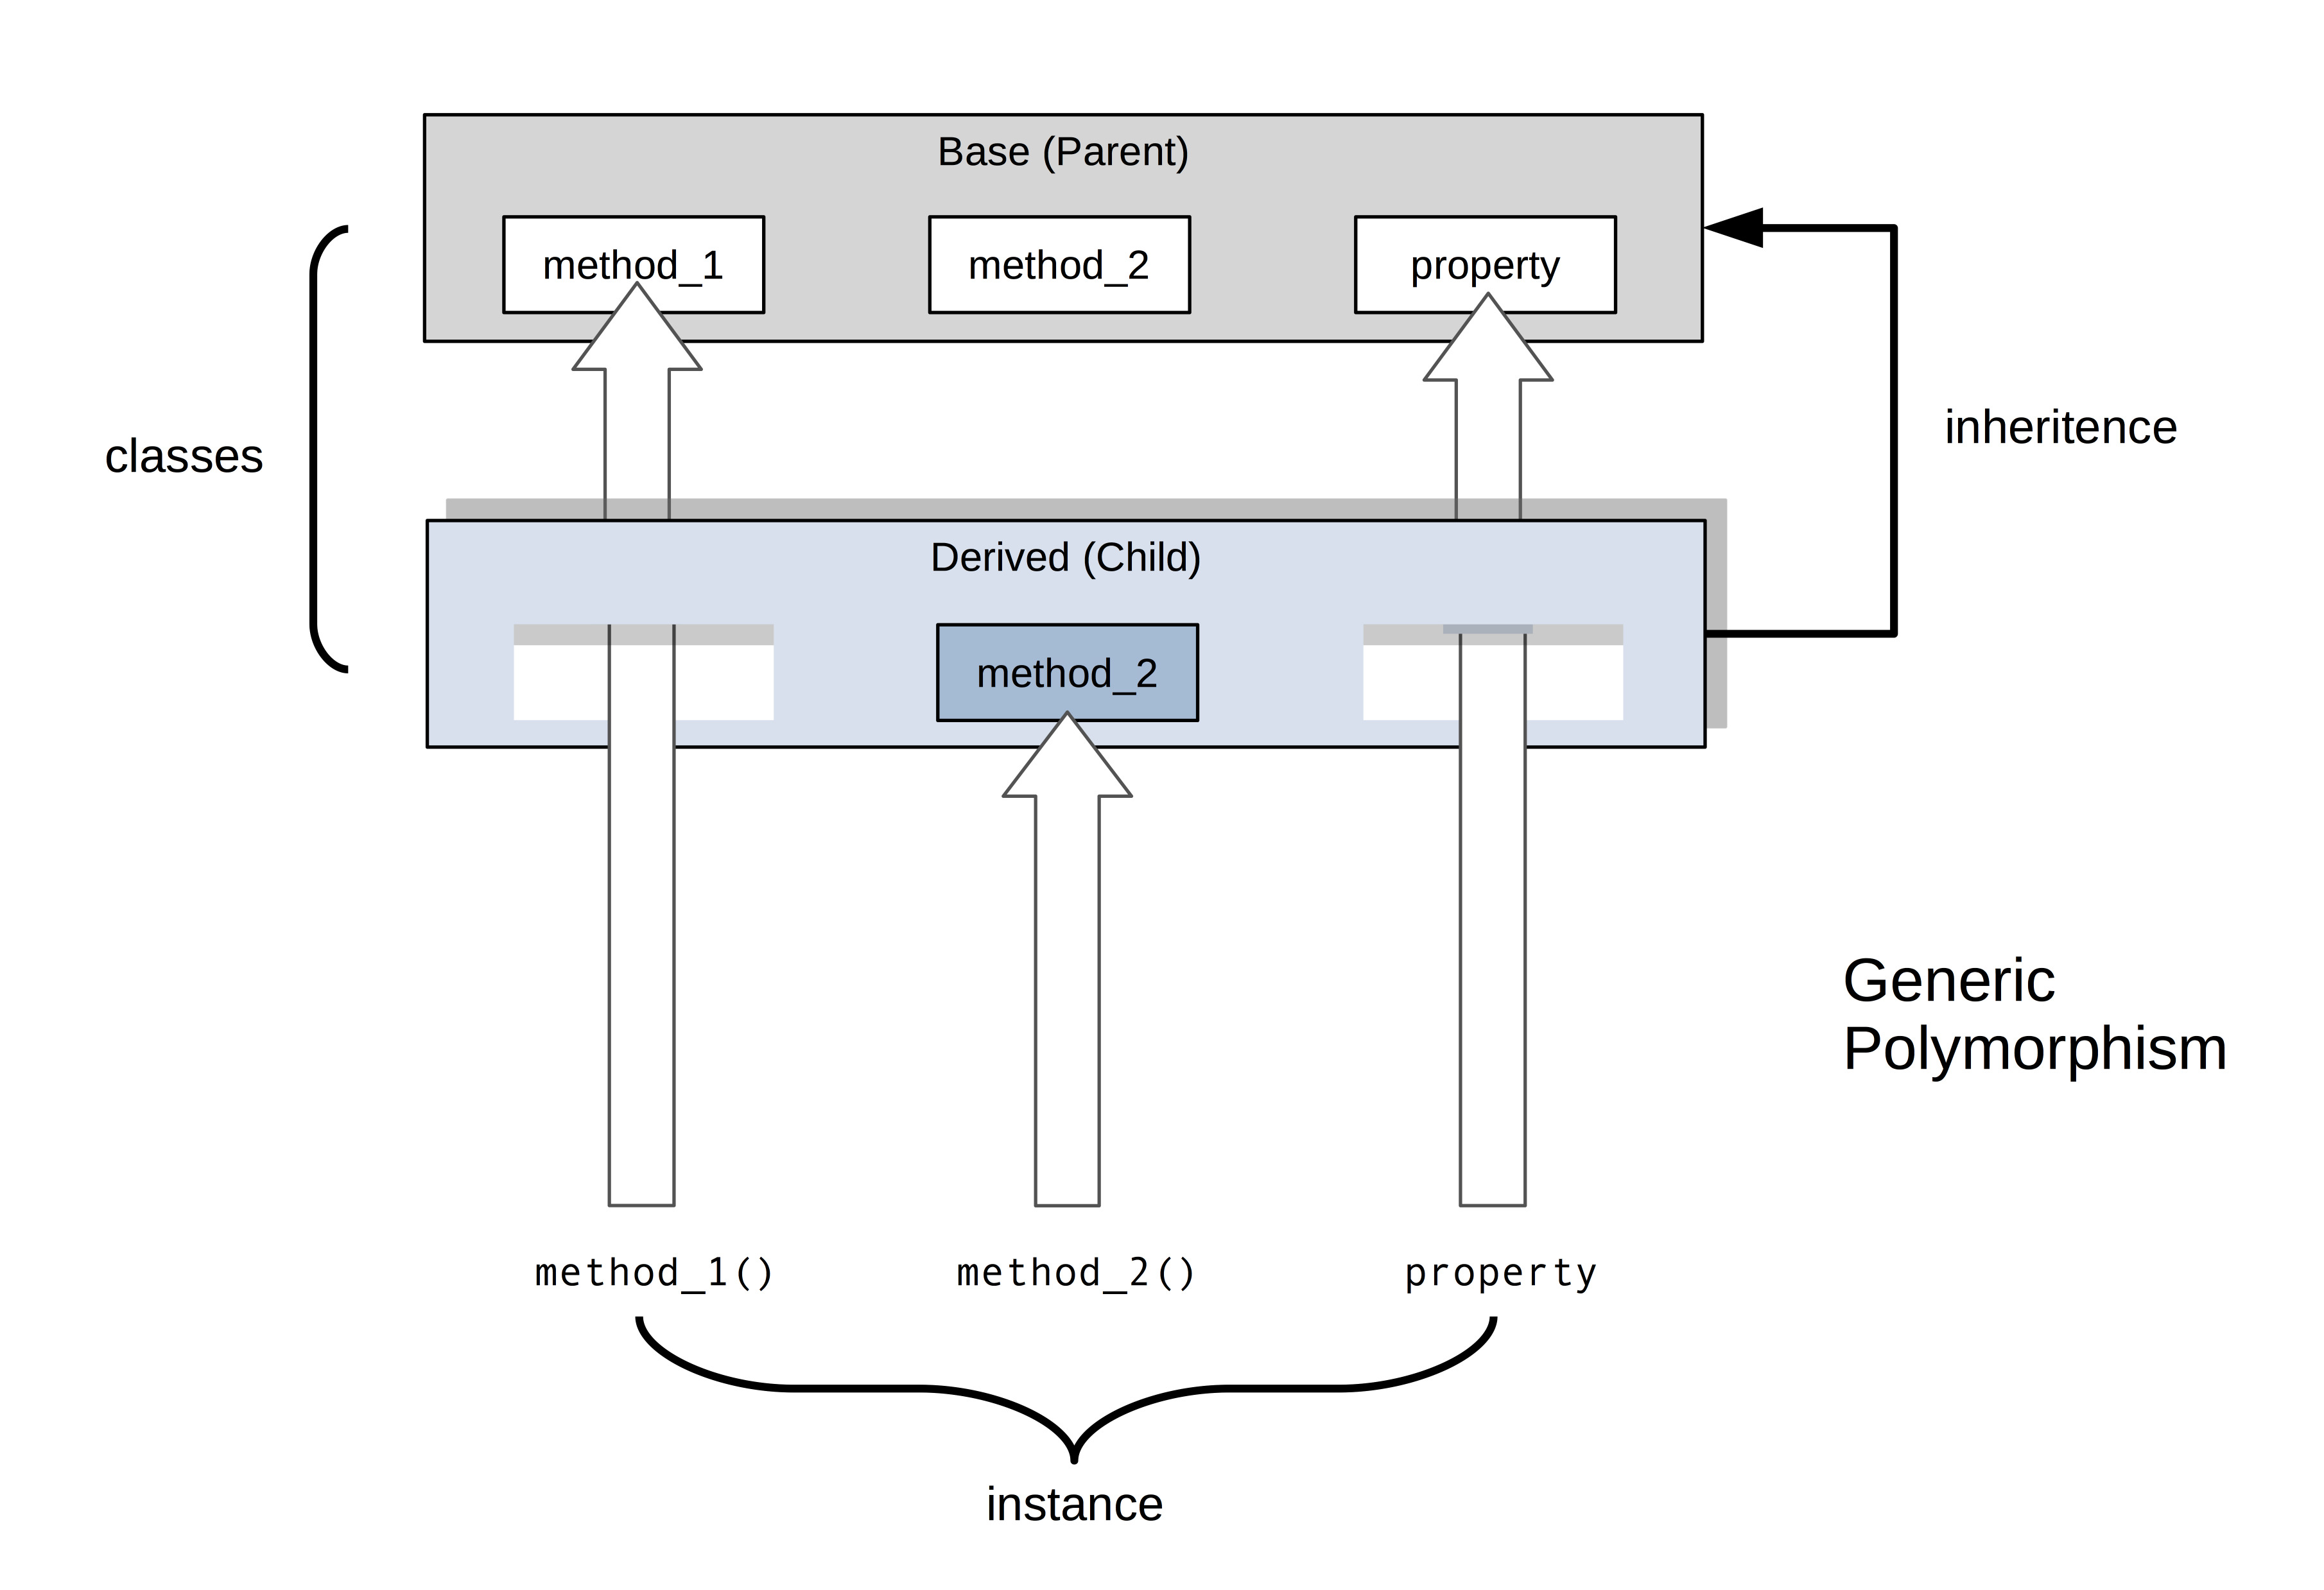 Base (Parent)
method_1
method_2
property
classes
inheritence
Derived (Child)
method_2
Generic
Polymorphism
method_1()
method_2()
property
instance